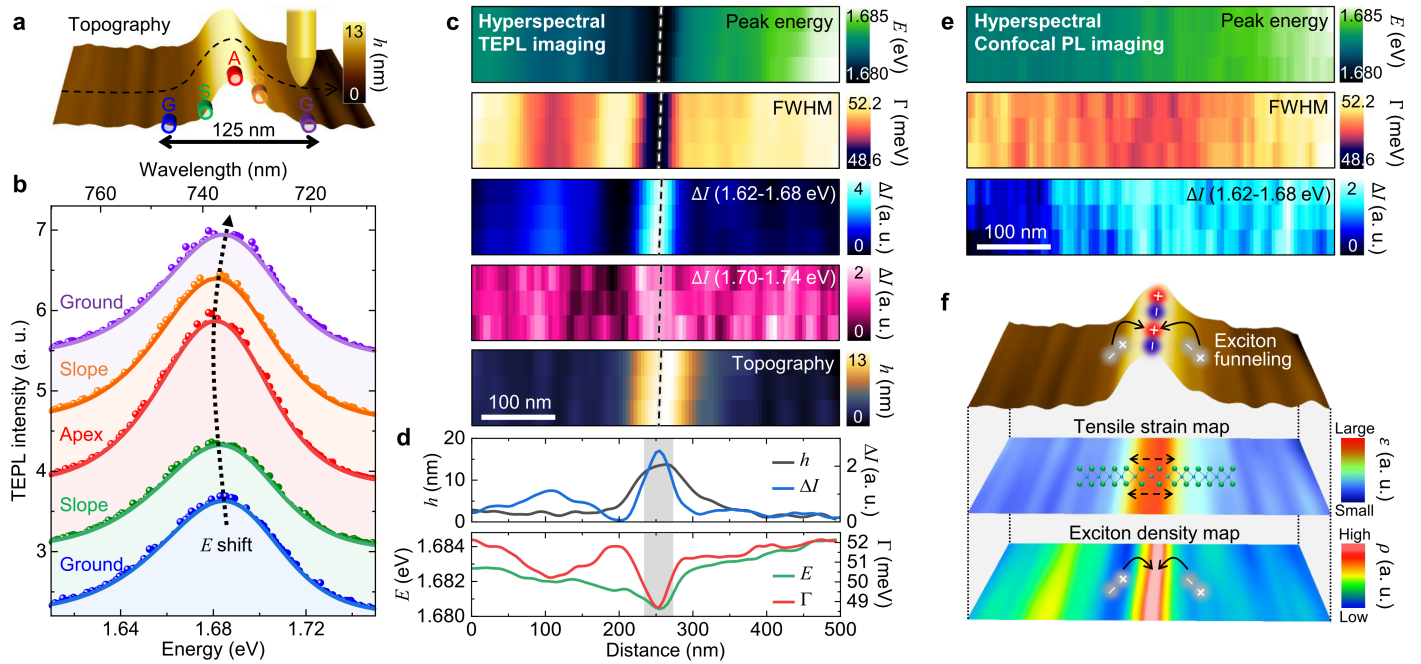 a
Topography
13
h (nm)
0
A
S
S
G
G
125 nm
b
Wavelength (nm)
760
740
720
7
6
5
4
3
TEPL intensity (a. u.)
Ground
Slope
Apex
Slope
Ground
E shift
1.64
1.68
1.72
Energy (eV)
c
Hyperspectral
TEPL imaging
Peak energy
1.685
E (eV)
1.680
FWHM
52.2
Γ (meV)
48.6
ΔI (1.62-1.68 eV)
4
ΔI (a. u.)
0
ΔI (1.70-1.74 eV)
2
ΔI (a. u.)
0
Topography
13
h (nm)
0
100 nm
d
20
10
0
h (nm)
h
ΔI
2
0
ΔI (a. u.)
1.684
1.682
1.680
E (eV)
E
Γ
52
51
50
49
Γ (meV)
0
100
200
250
300
400
500
Distance (nm)
e
Hyperspectral
Confocal PL imaging
Peak energy
1.685
E (eV)
1.680
FWHM
52.2
Γ (meV)
48.6
ΔI (1.62-1.68 eV)
2
ΔI (a. u.)
0
100 nm
f
Exciton
funneling
Tensile strain map
Large
ε (a. u.)
Small
Exciton density map
High
ρ (a. u.)
Low